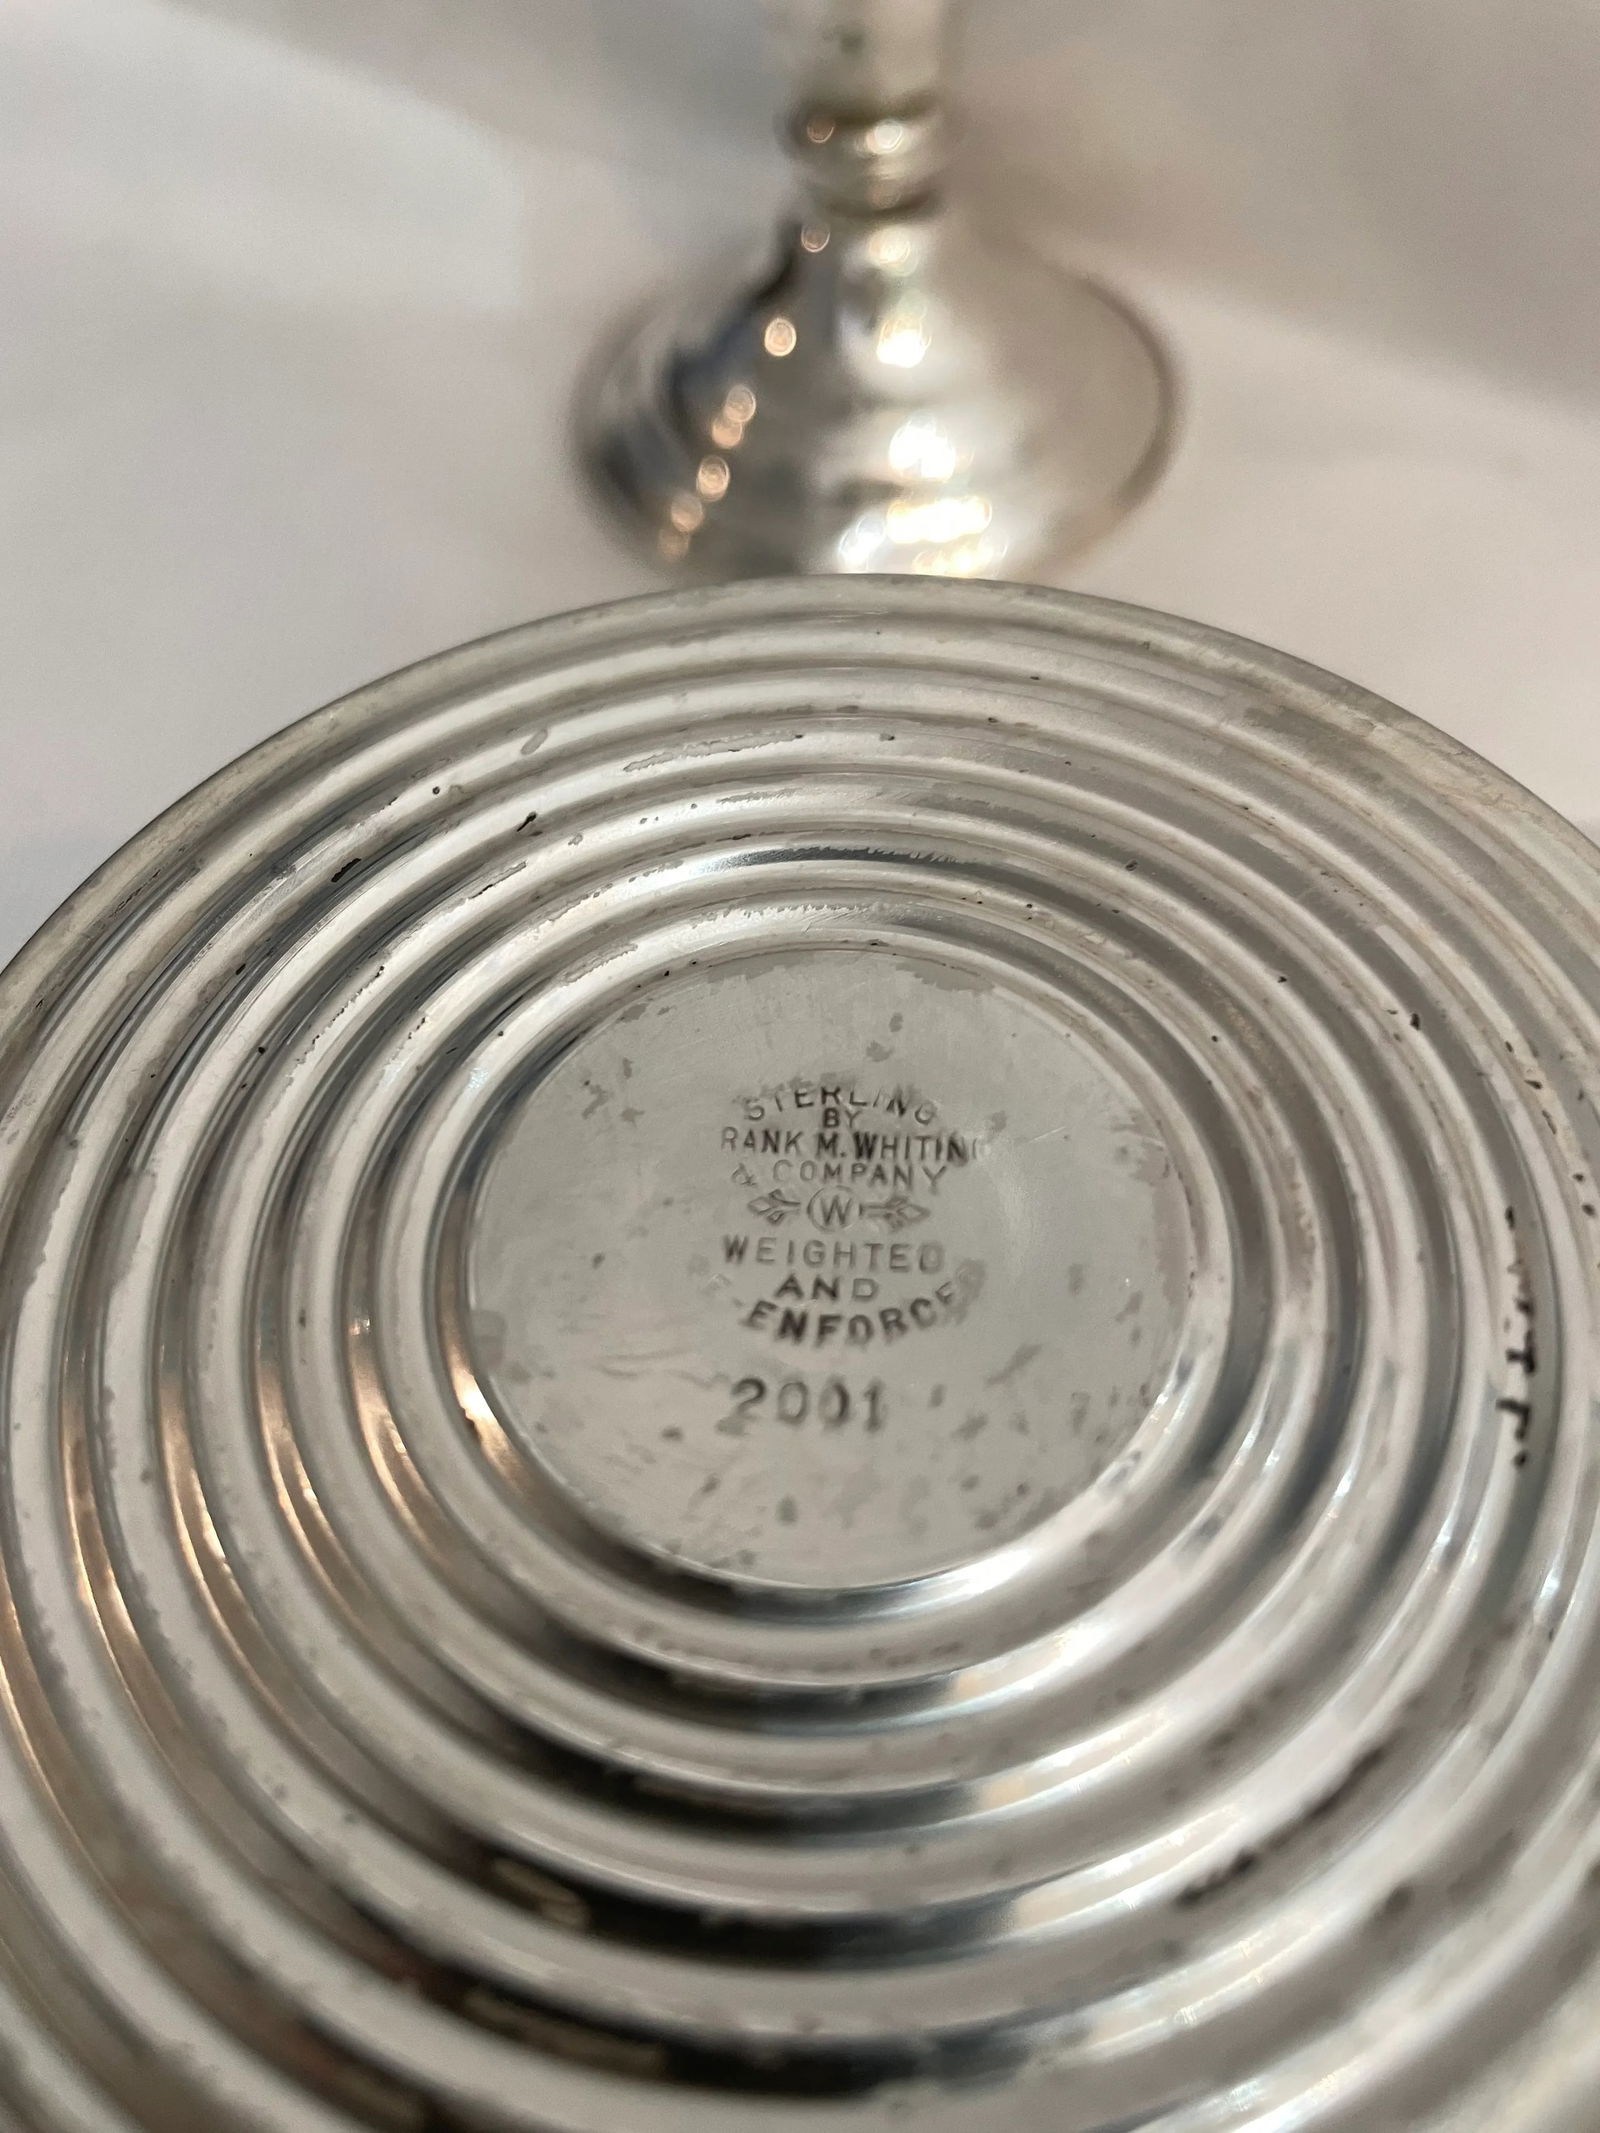 STERLING
BY
RANK M. WHITING
& COMPANY
W
WEIGHTED
AND
-ENFORCE
2001